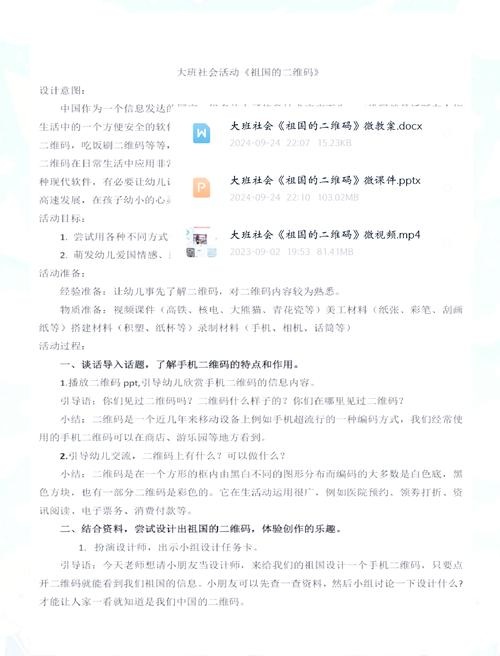 大班社会活动《祖国的二维码》
设计意图:
中国作为一个信息发达的
生活中的一个方便安全的软件
二维码，吃饭刷二维码等等，
二维码在日常生活中应用非常
种现代软件，有必要让幼儿
高速发展，在孩子幼小的心灵
大班社会《祖国的二维码》微教案.docx
2024-09-24 22:07 15.23KB
大班社会《祖国的二维码》微课件.pptx
2024-09-24 22:10 103.02MB
大班社会《祖国的二维码》微视频.mp4
2023-09-02 19:53 81.41MB
活动目标:
1. 尝试用各种不同方式
2. 萌发幼儿爱国情感、
活动准备:
经验准备：让幼儿事先了解二维码，对二维码内容较为熟悉。
物质准备：视频课件（高铁、核电、大熊猫、青花瓷等）美工材料（纸张、彩笔、刮画
纸等）搭建材料（积塑、纸杯等）录制材料（手机、相机、话筒等）
活动过程:
一、谈话导入话题，了解手机二维码的特点和作用。
1.播放二维码 ppt,引导幼儿欣赏手机二维码的信息内容。
引导语：你们见过二维码吗？二维码什么样子的？你们在哪里见过二维码？
小结：二维码是一个近几年来移动设备上例如手机超流行的一种编码方式，我们经常使
用的手机二维码可以在商店、游乐园等地方看到。
2.引导幼儿交流，二维码上有什么？可以做什么？
小结：二维码是在一个方形的框内由黑白不同的图形分布而编码的大多数是白色底，黑
色方块，也有一部分二维码是彩色的。它在生活动运用很广，例如医院预约、领劵打折、资
讯阅读、电子票务、消费付款等。
二、结合资料，尝试设计出祖国的二维码，体验创作的乐趣。
1. 扮演设计师，出示小组设计任务卡。
引导语：今天老师想请小朋友当设计师，来给我们的祖国设计一个手机二维码，只要点
开二维码就能看到我们祖国的信息。小朋友可以先查一查资料，然后小组讨论一下设计什么？
才能让人家一看就知道是我们中国的二维码。